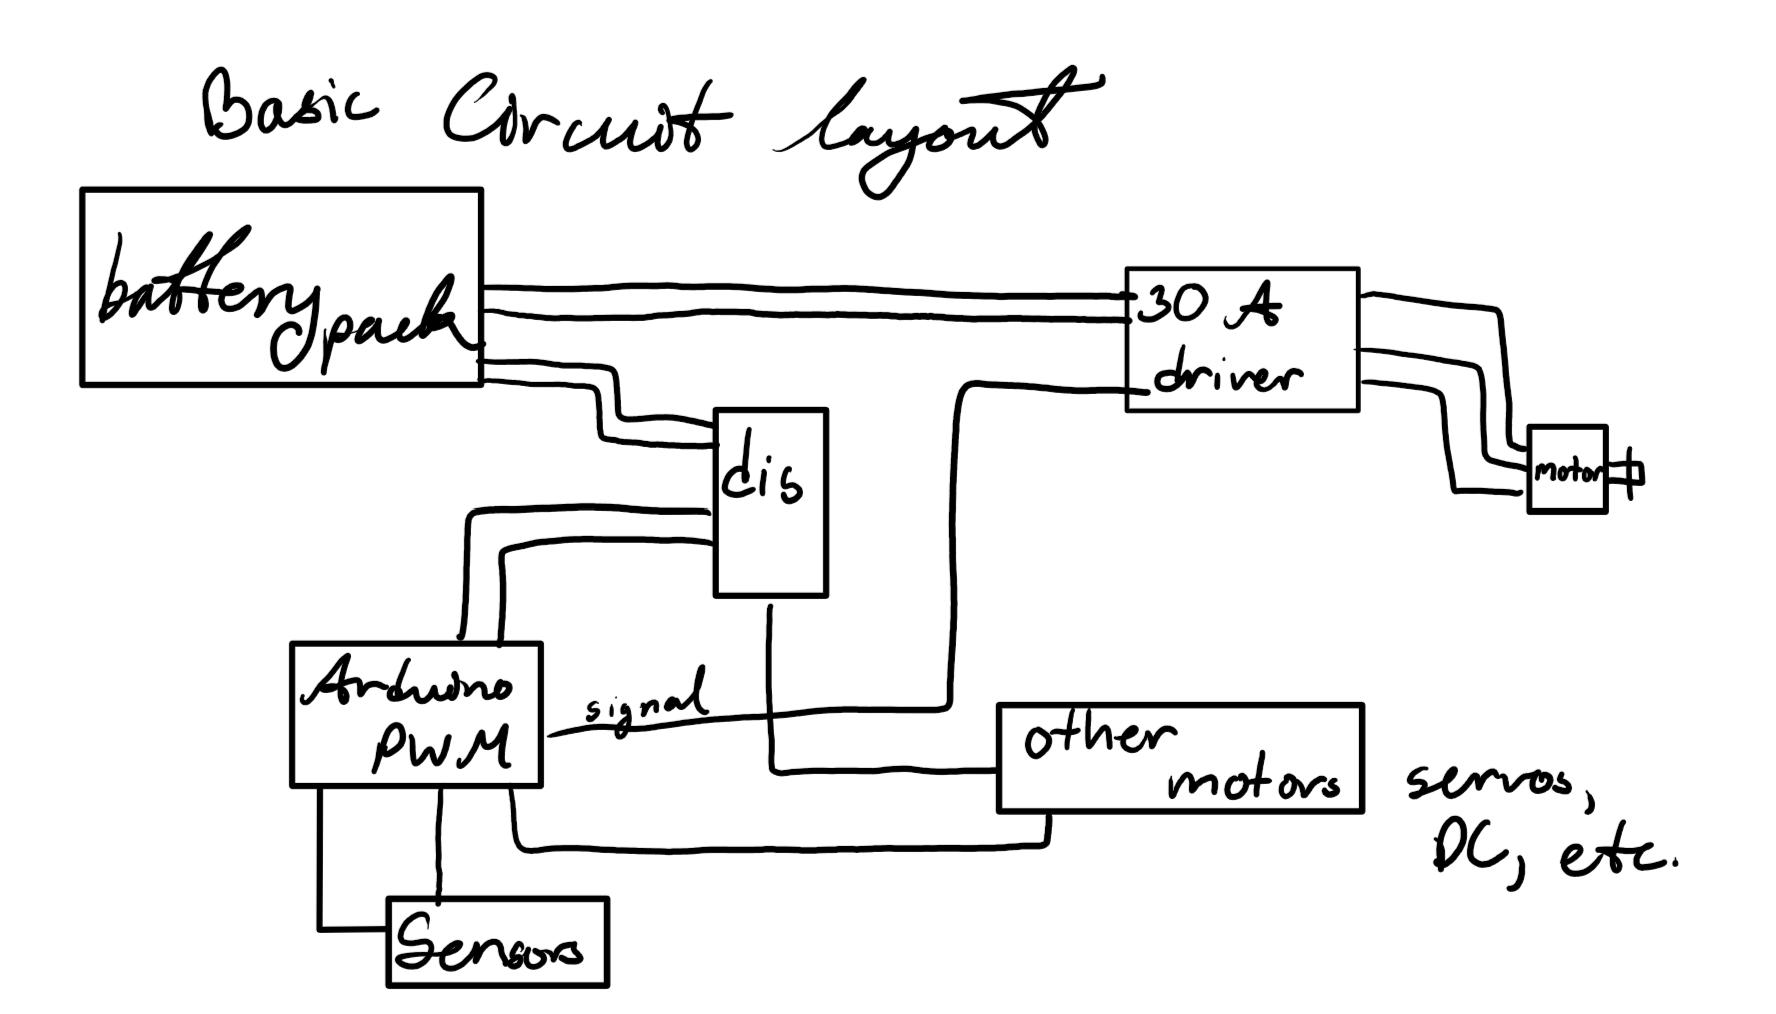 Basic Circuit layout
battery
pack
30 A
driver
motor
dis
Arduino
PWM
signal
other
motors
servos,
DC, etc.
Sensors